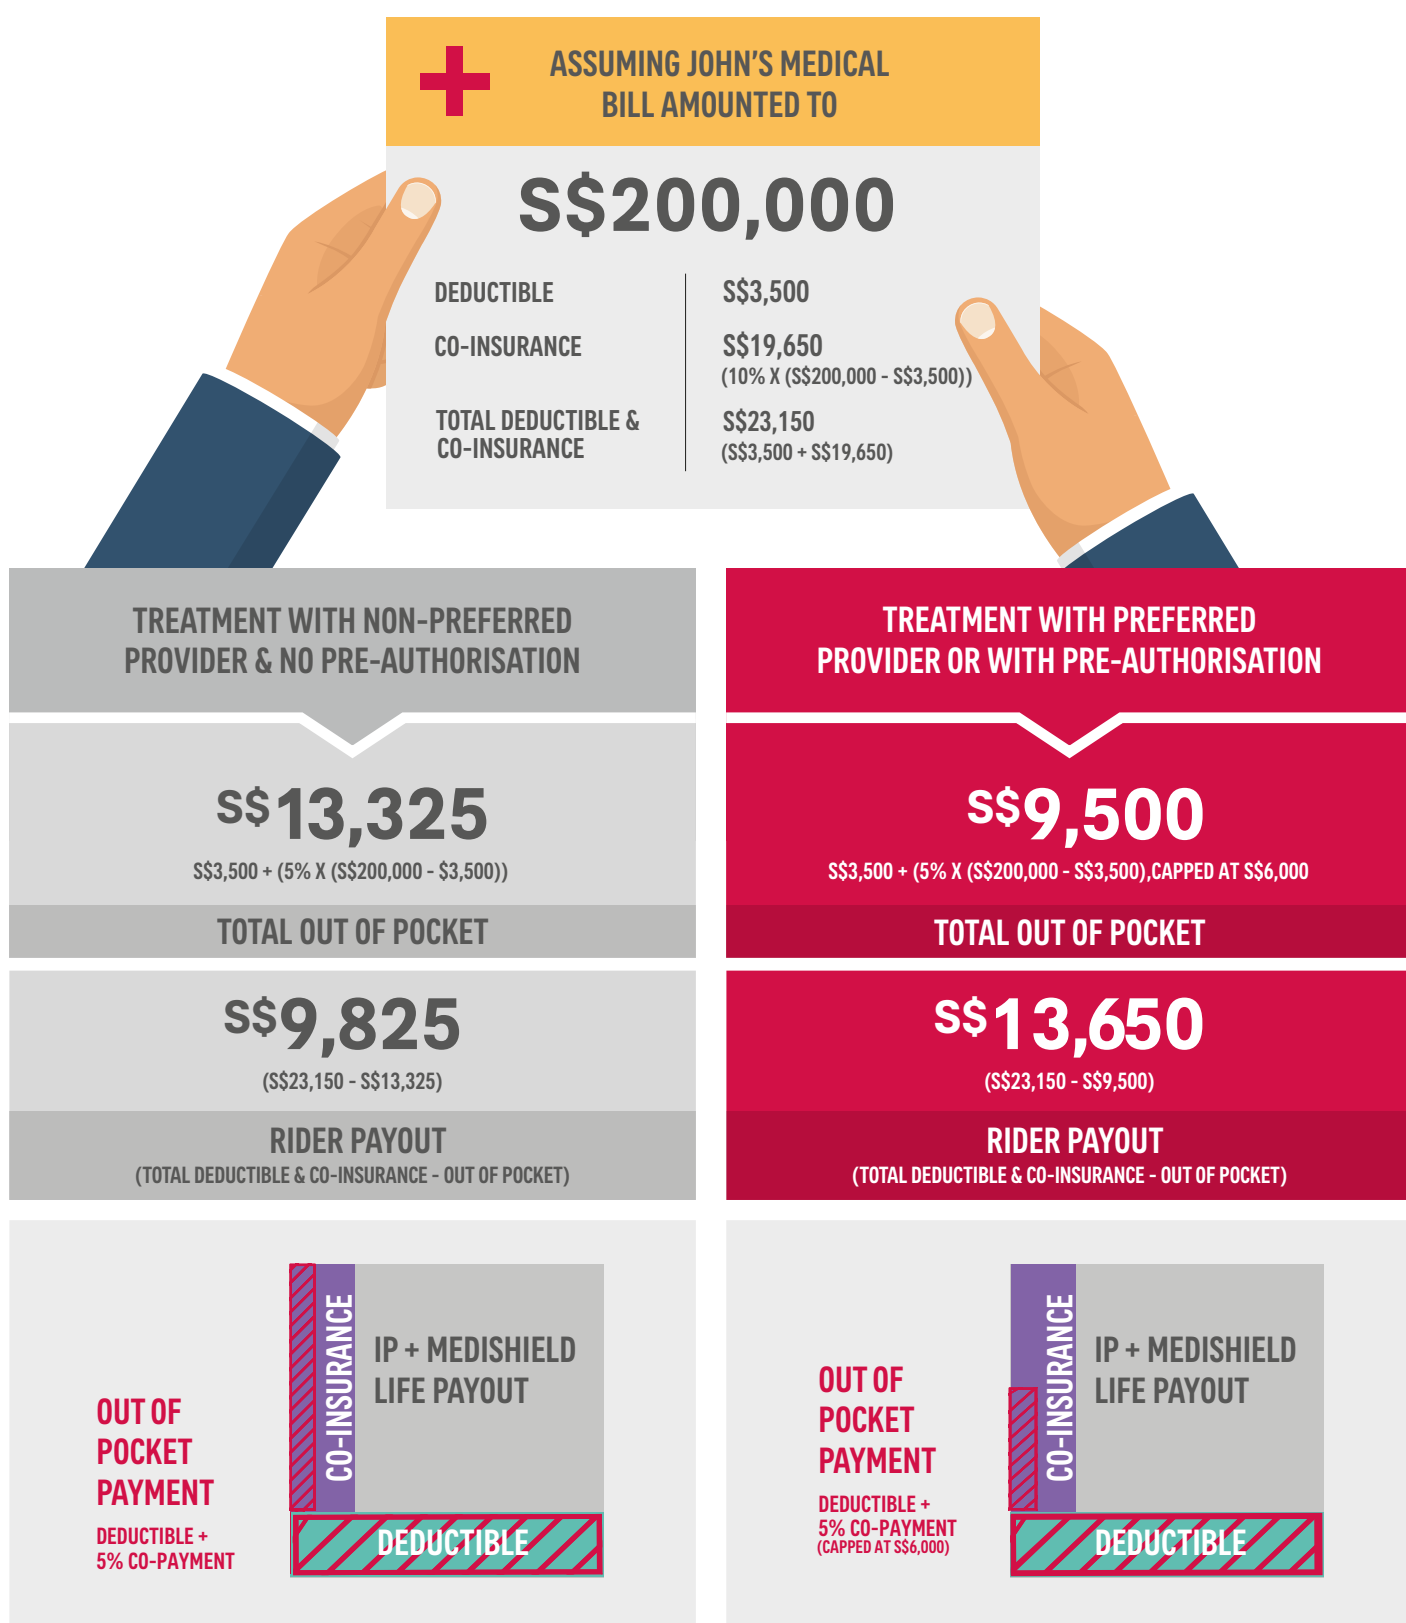 ASSUMING JOHN'S MEDICAL
BILL AMOUNTED TO
S$200,000
DEDUCTIBLE
S$3,500
CO-INSURANCE
S$19,650
(10% X (S$200,000 - S$3,500))
TOTAL DEDUCTIBLE &
CO-INSURANCE
S$23,150
(S$3,500 + S$19,650)
TREATMENT WITH NON-PREFERRED
PROVIDER & NO PRE-AUTHORISATION
S$13,325
S$3,500 + (5% X (S$200,000 - $3,500))
TOTAL OUT OF POCKET
S$9,825
(S$23,150 - S$13,325)
RIDER PAYOUT
(TOTAL DEDUCTIBLE & CO-INSURANCE - OUT OF POCKET)
OUT OF
POCKET
PAYMENT
DEDUCTIBLE +
5% CO-PAYMENT
CO-INSURANCE
IP + MEDISHIELD
LIFE PAYOUT
DEDUCTIBLE
TREATMENT WITH PREFERRED
PROVIDER OR WITH PRE-AUTHORISATION
S$9,500
S$3,500 + (5% X (S$200,000 - S$3,500),CAPPED AT S$6,000
TOTAL OUT OF POCKET
S$13,650
(S$23,150 - S$9,500)
RIDER PAYOUT
(TOTAL DEDUCTIBLE & CO-INSURANCE - OUT OF POCKET)
OUT OF
POCKET
PAYMENT
DEDUCTIBLE +
5% CO-PAYMENT
(CAPPED AT S$6,000)
CO-INSURANCE
IP + MEDISHIELD
LIFE PAYOUT
DEDUCTIBLE